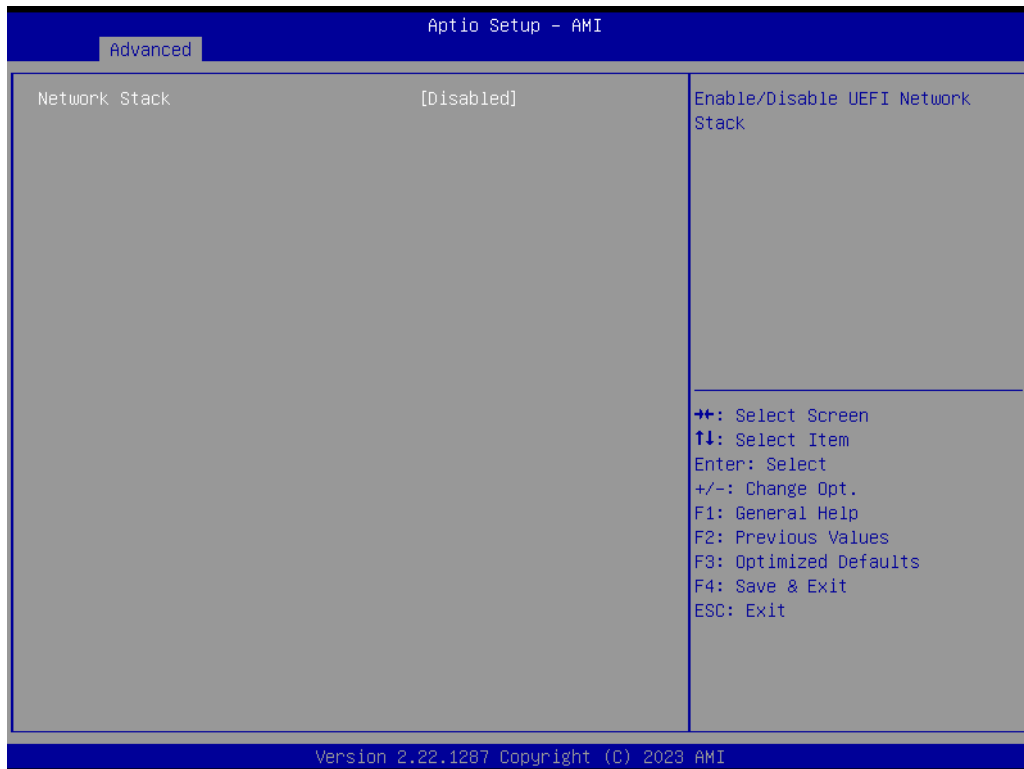 Aptio Setup – AMI
Advanced
Network Stack [Disabled]
Enable/Disable UEFI Network
Stack
→←: Select Screen
↑↓: Select Item
Enter: Select
+/-: Change Opt.
F1: General Help
F2: Previous Values
F3: Optimized Defaults
F4: Save & Exit
ESC: Exit
Version 2.22.1287 Copyright (C) 2023 AMI